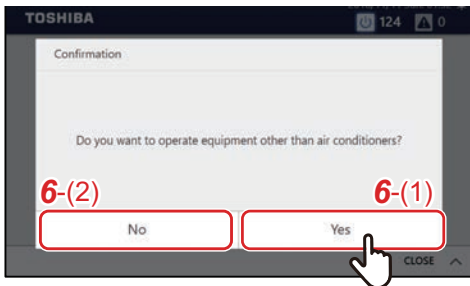 TOSHIBA
124 0
Confirmation
Do you want to operate equipment other than air conditioners?
6-(2) 6-(1)
No Yes
CLOSE